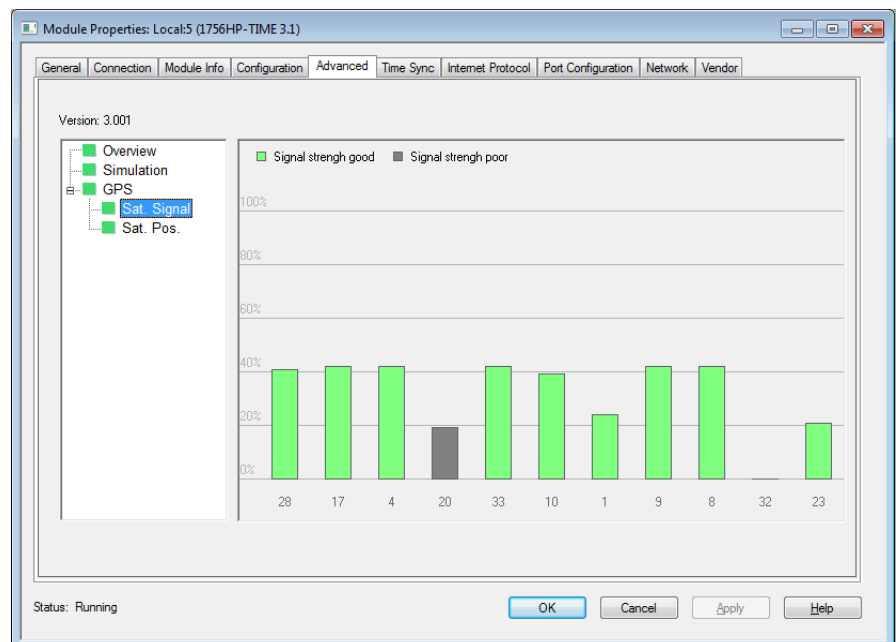 Module Properties: Local:5 (1756HP-TIME 3.1)
General Connection Module Info Configuration Advanced Time Sync Internet Protocol Port Configuration Network Vendor
Version: 3.001
Overview
Simulation
GPS
Sat. Signal
Sat. Pos.
Signal strengh good Signal strengh poor
100%
80%
60%
40%
20%
0%
28 17 4 20 33 10 1 9 8 32 23
Status: Running
OK Cancel Apply Help